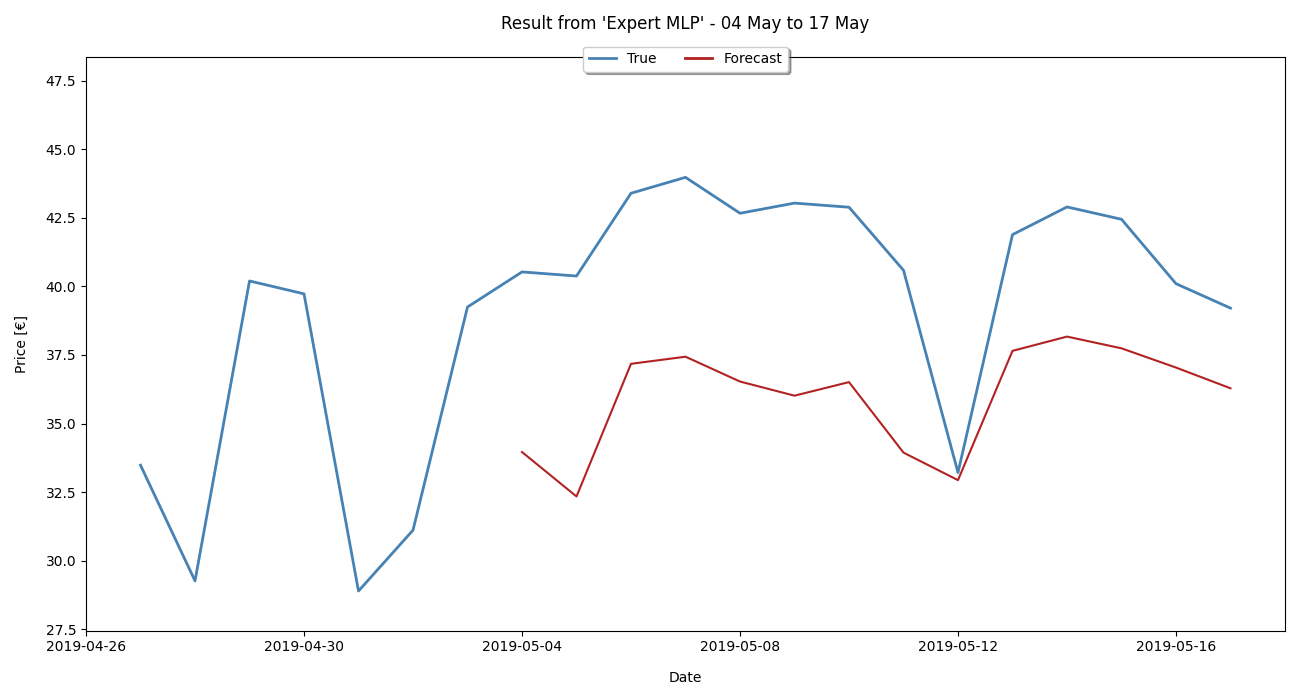 Result from 'Expert MLP' - 04 May to 17 May
True Forecast
47.5
45.0
42.5
40.0
37.5
35.0
32.5
30.0
27.5
Price [€]
2019-04-26 2019-04-30 2019-05-04 2019-05-08 2019-05-12 2019-05-16
Date